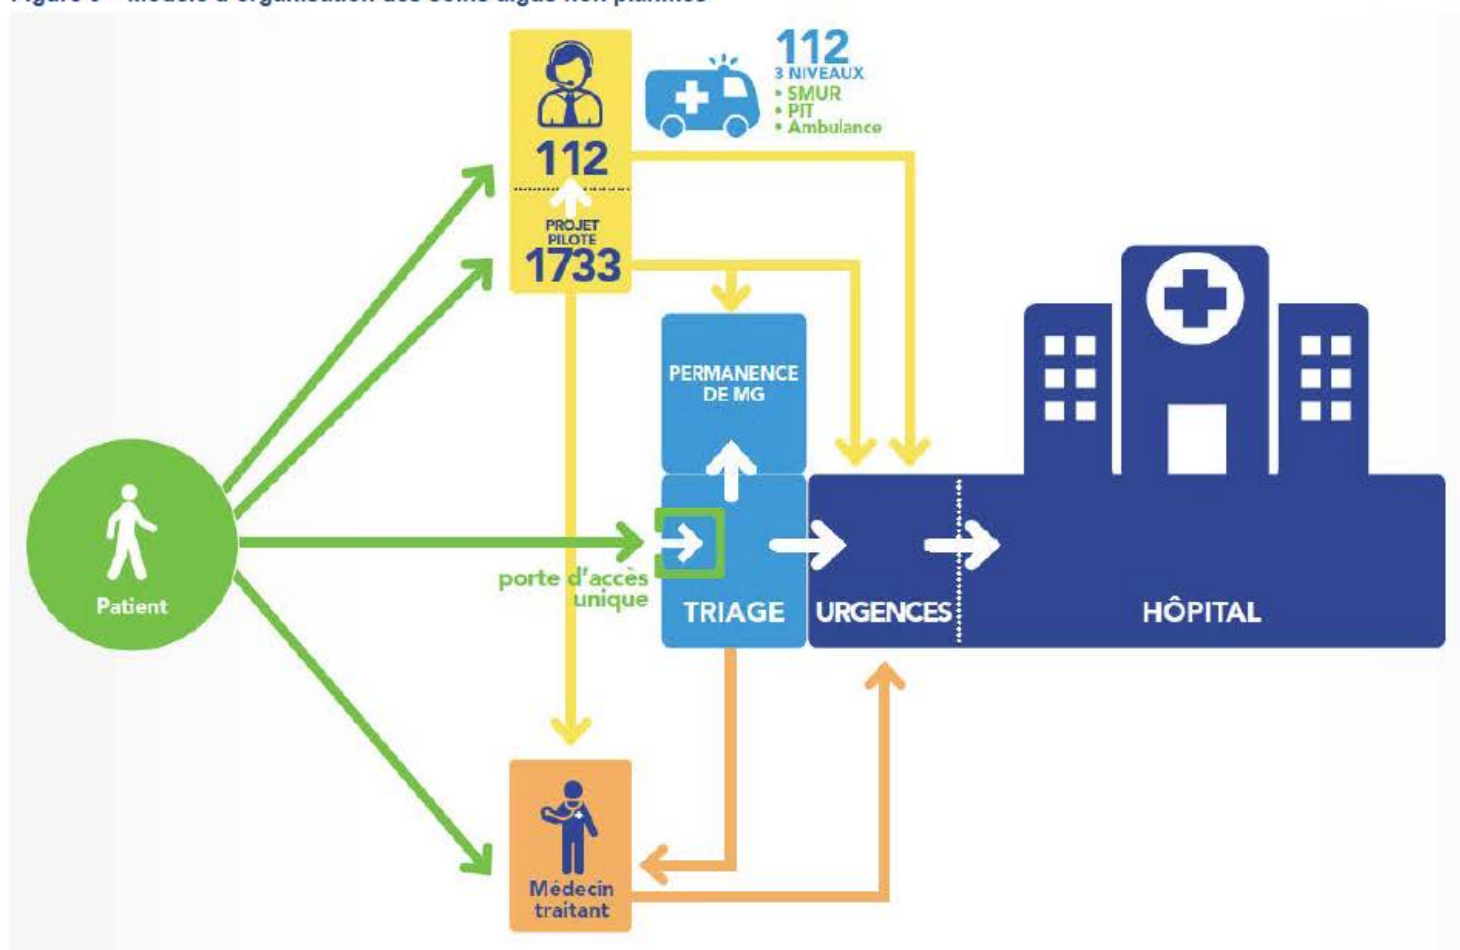 112
3 NIVEAUX
• SMUR
• PIT
• Ambulance
112
PROJET
PILOTE
1733
PERMANENCE
DE MG
Patient
porte d'accès
unique
TRIAGE
URGENCES
HÔPITAL
Médecin
traitant